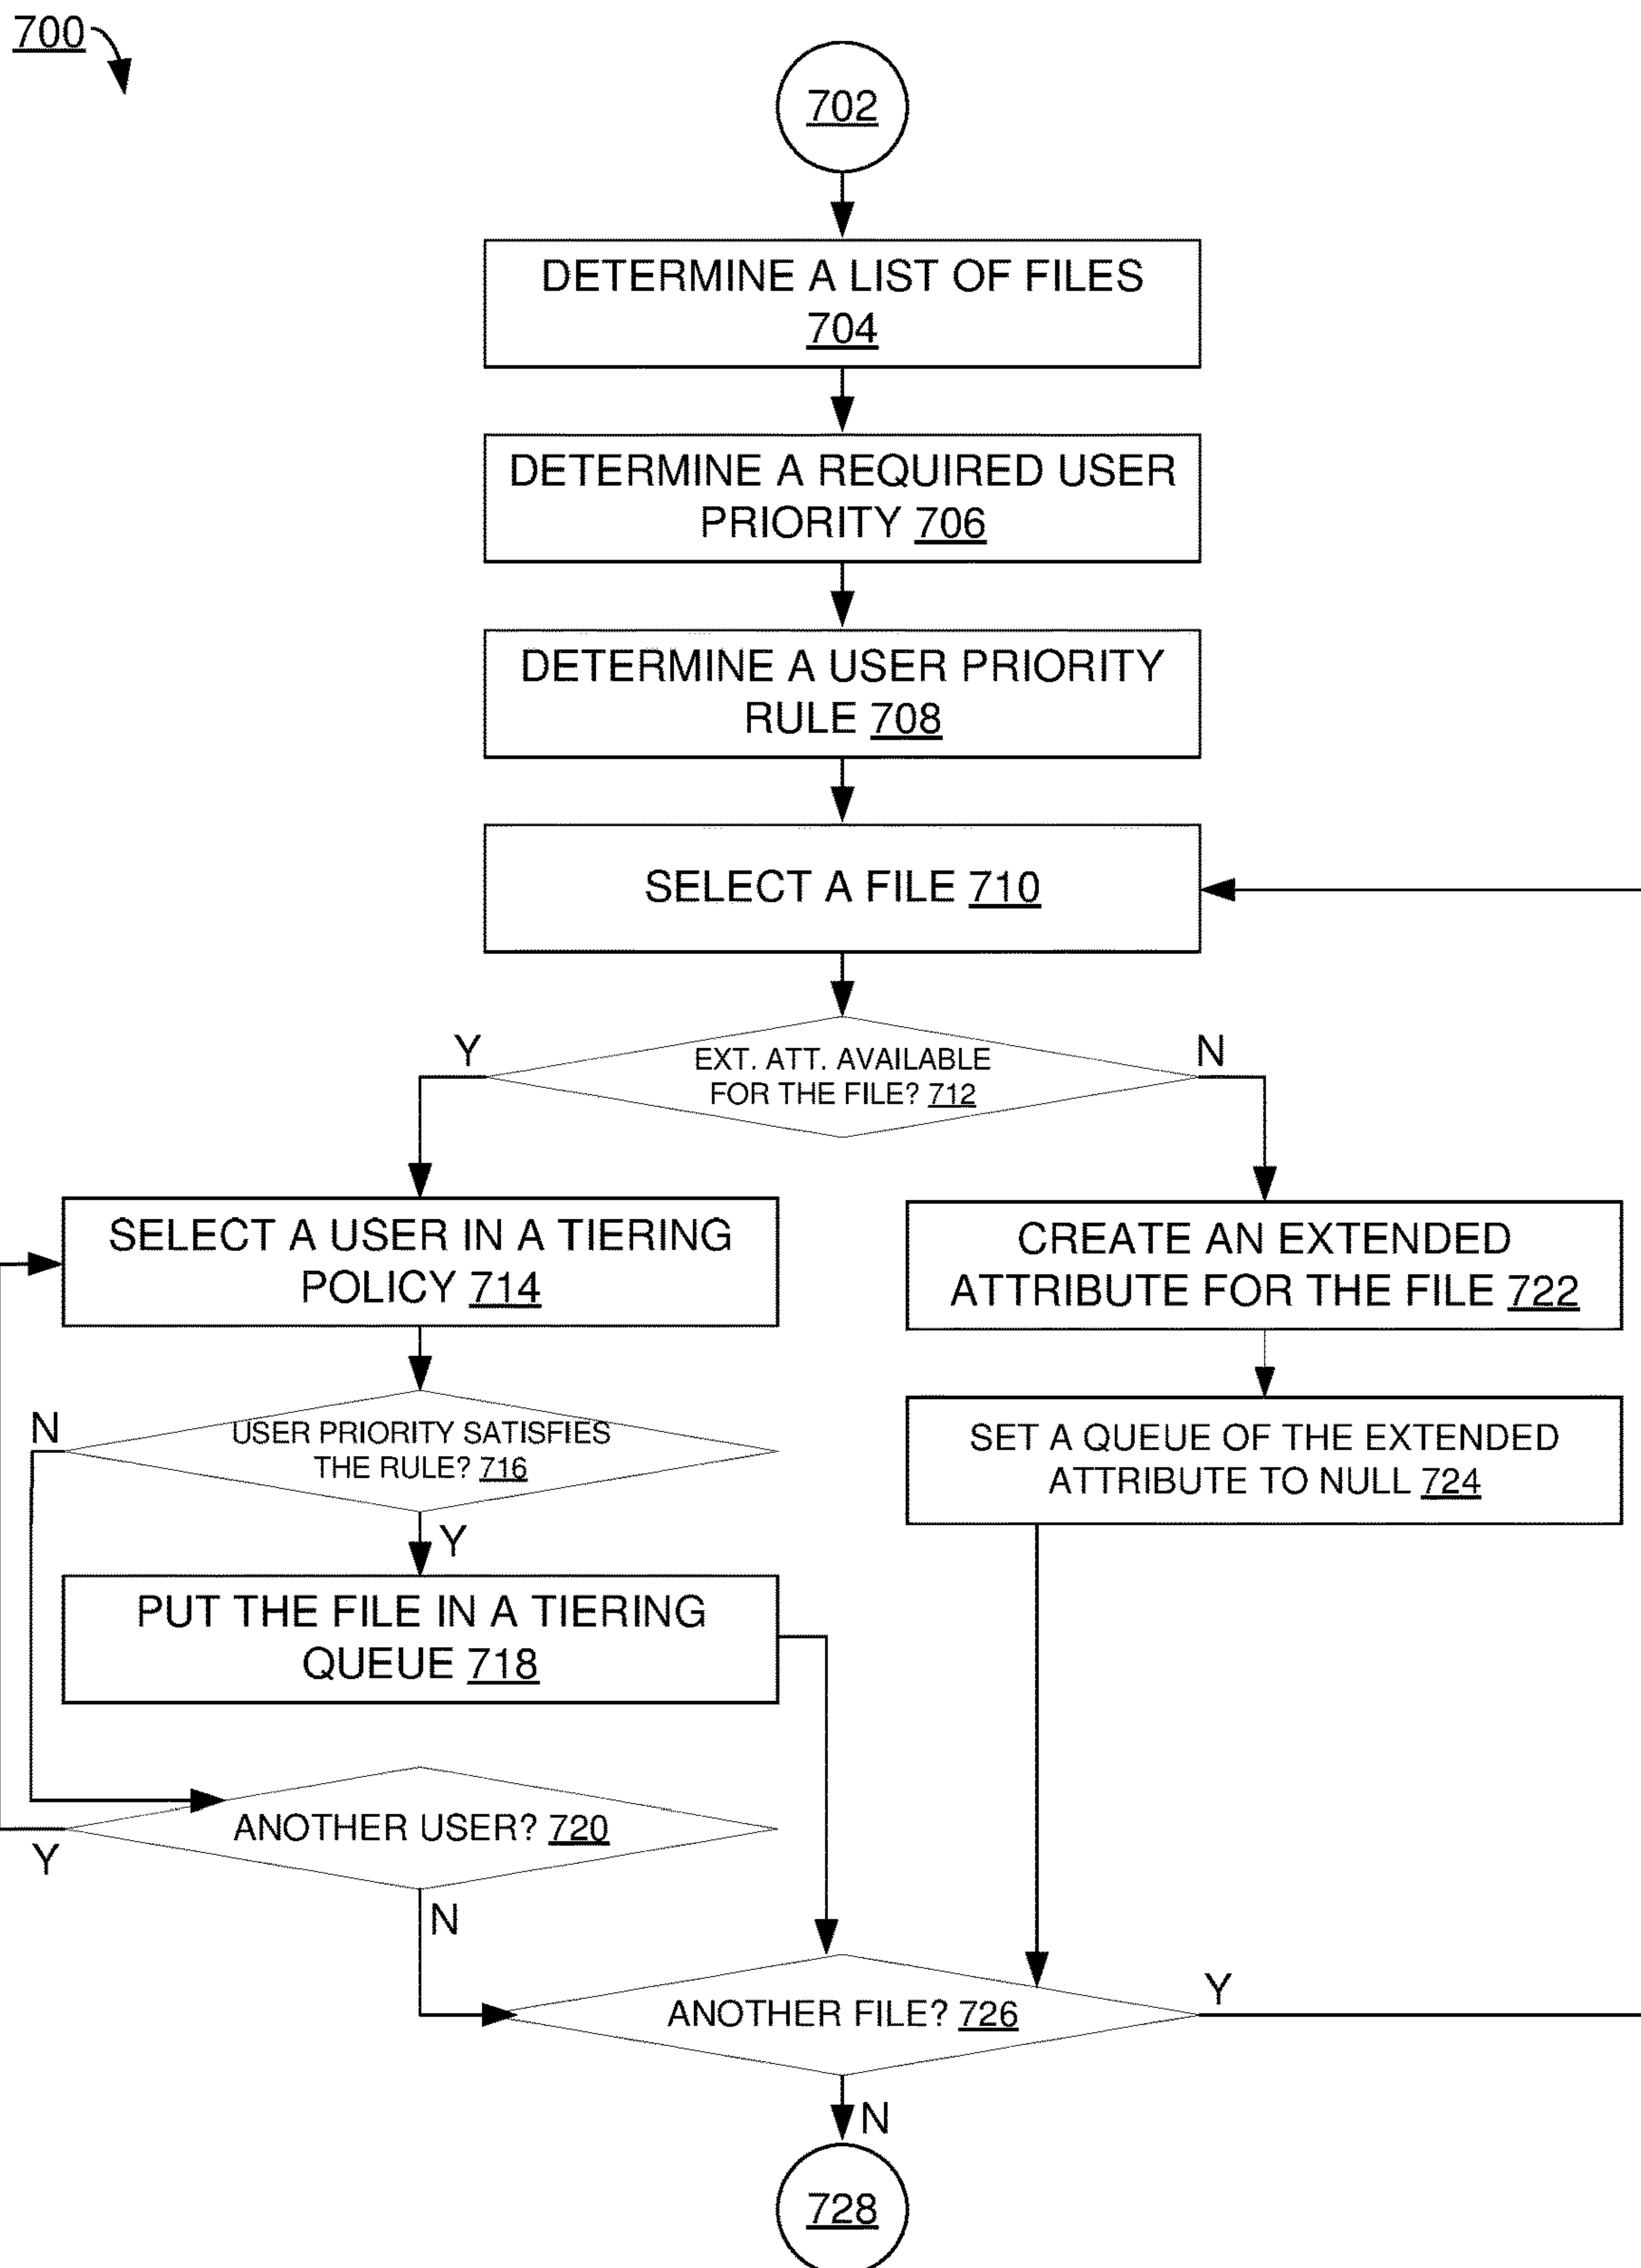 700
702
DETERMINE A LIST OF FILES
704
DETERMINE A REQUIRED USER
PRIORITY 706
DETERMINE A USER PRIORITY
RULE 708
SELECT A FILE 710
Y
EXT. ATT. AVAILABLE
FOR THE FILE? 712
N
SELECT A USER IN A TIERING
POLICY 714
CREATE AN EXTENDED
ATTRIBUTE FOR THE FILE 722
N
USER PRIORITY SATISFIES
THE RULE? 716
Y
SET A QUEUE OF THE EXTENDED
ATTRIBUTE TO NULL 724
PUT THE FILE IN A TIERING
QUEUE 718
ANOTHER USER? 720
Y
N
ANOTHER FILE? 726
Y
N
728